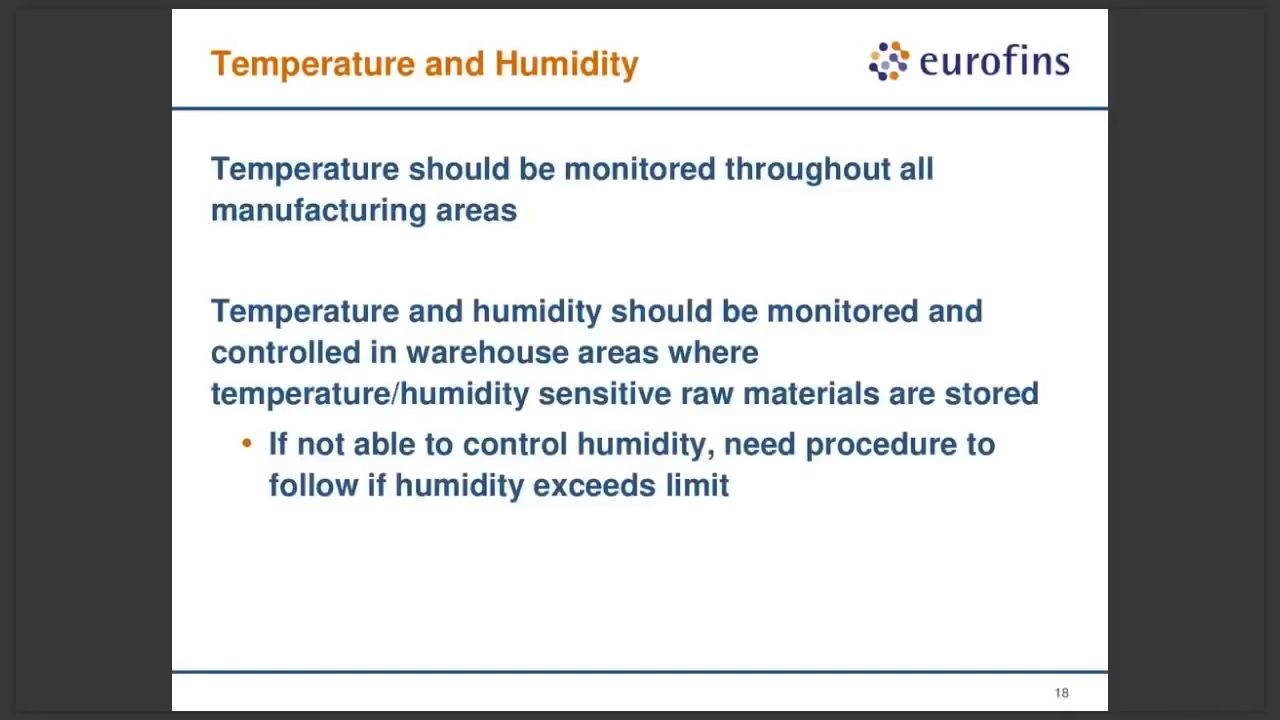 Temperature and Humidity
eurofins
Temperature should be monitored throughout all
manufacturing areas
Temperature and humidity should be monitored and
controlled in warehouse areas where
temperature/humidity sensitive raw materials are stored
• If not able to control humidity, need procedure to
follow if humidity exceeds limit
18